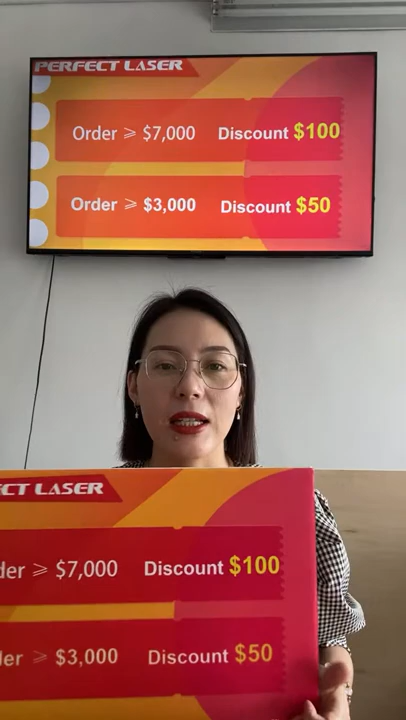 PERFECT LASER
Order ⩾ $7,000 Discount $100
Order ⩾ $3,000 Discount $50
CT LASER
der ⩾ $7,000 Discount $100
der ⩾ $3,000 Discount $50